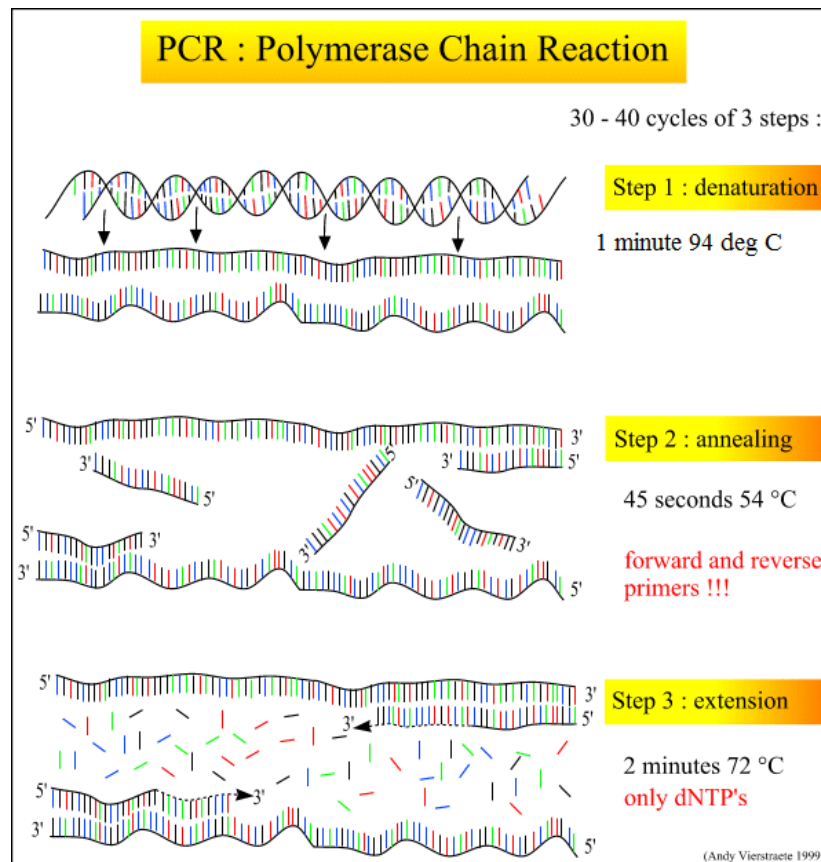 PCR : Polymerase Chain Reaction
30 - 40 cycles of 3 steps :
Step 1 : denaturation
1 minute 94 deg C
5'
3'
Step 2 : annealing
3'
5'
5'
5'
5'
45 seconds 54 °C
5'
3'
3'
3'
3'
forward and reverse
primers !!!
5'
5'
3'
Step 3 : extension
3'
5'
2 minutes 72 °C
5'
3'
only dNTP's
3'
5'
(Andy Vierstraete 1999